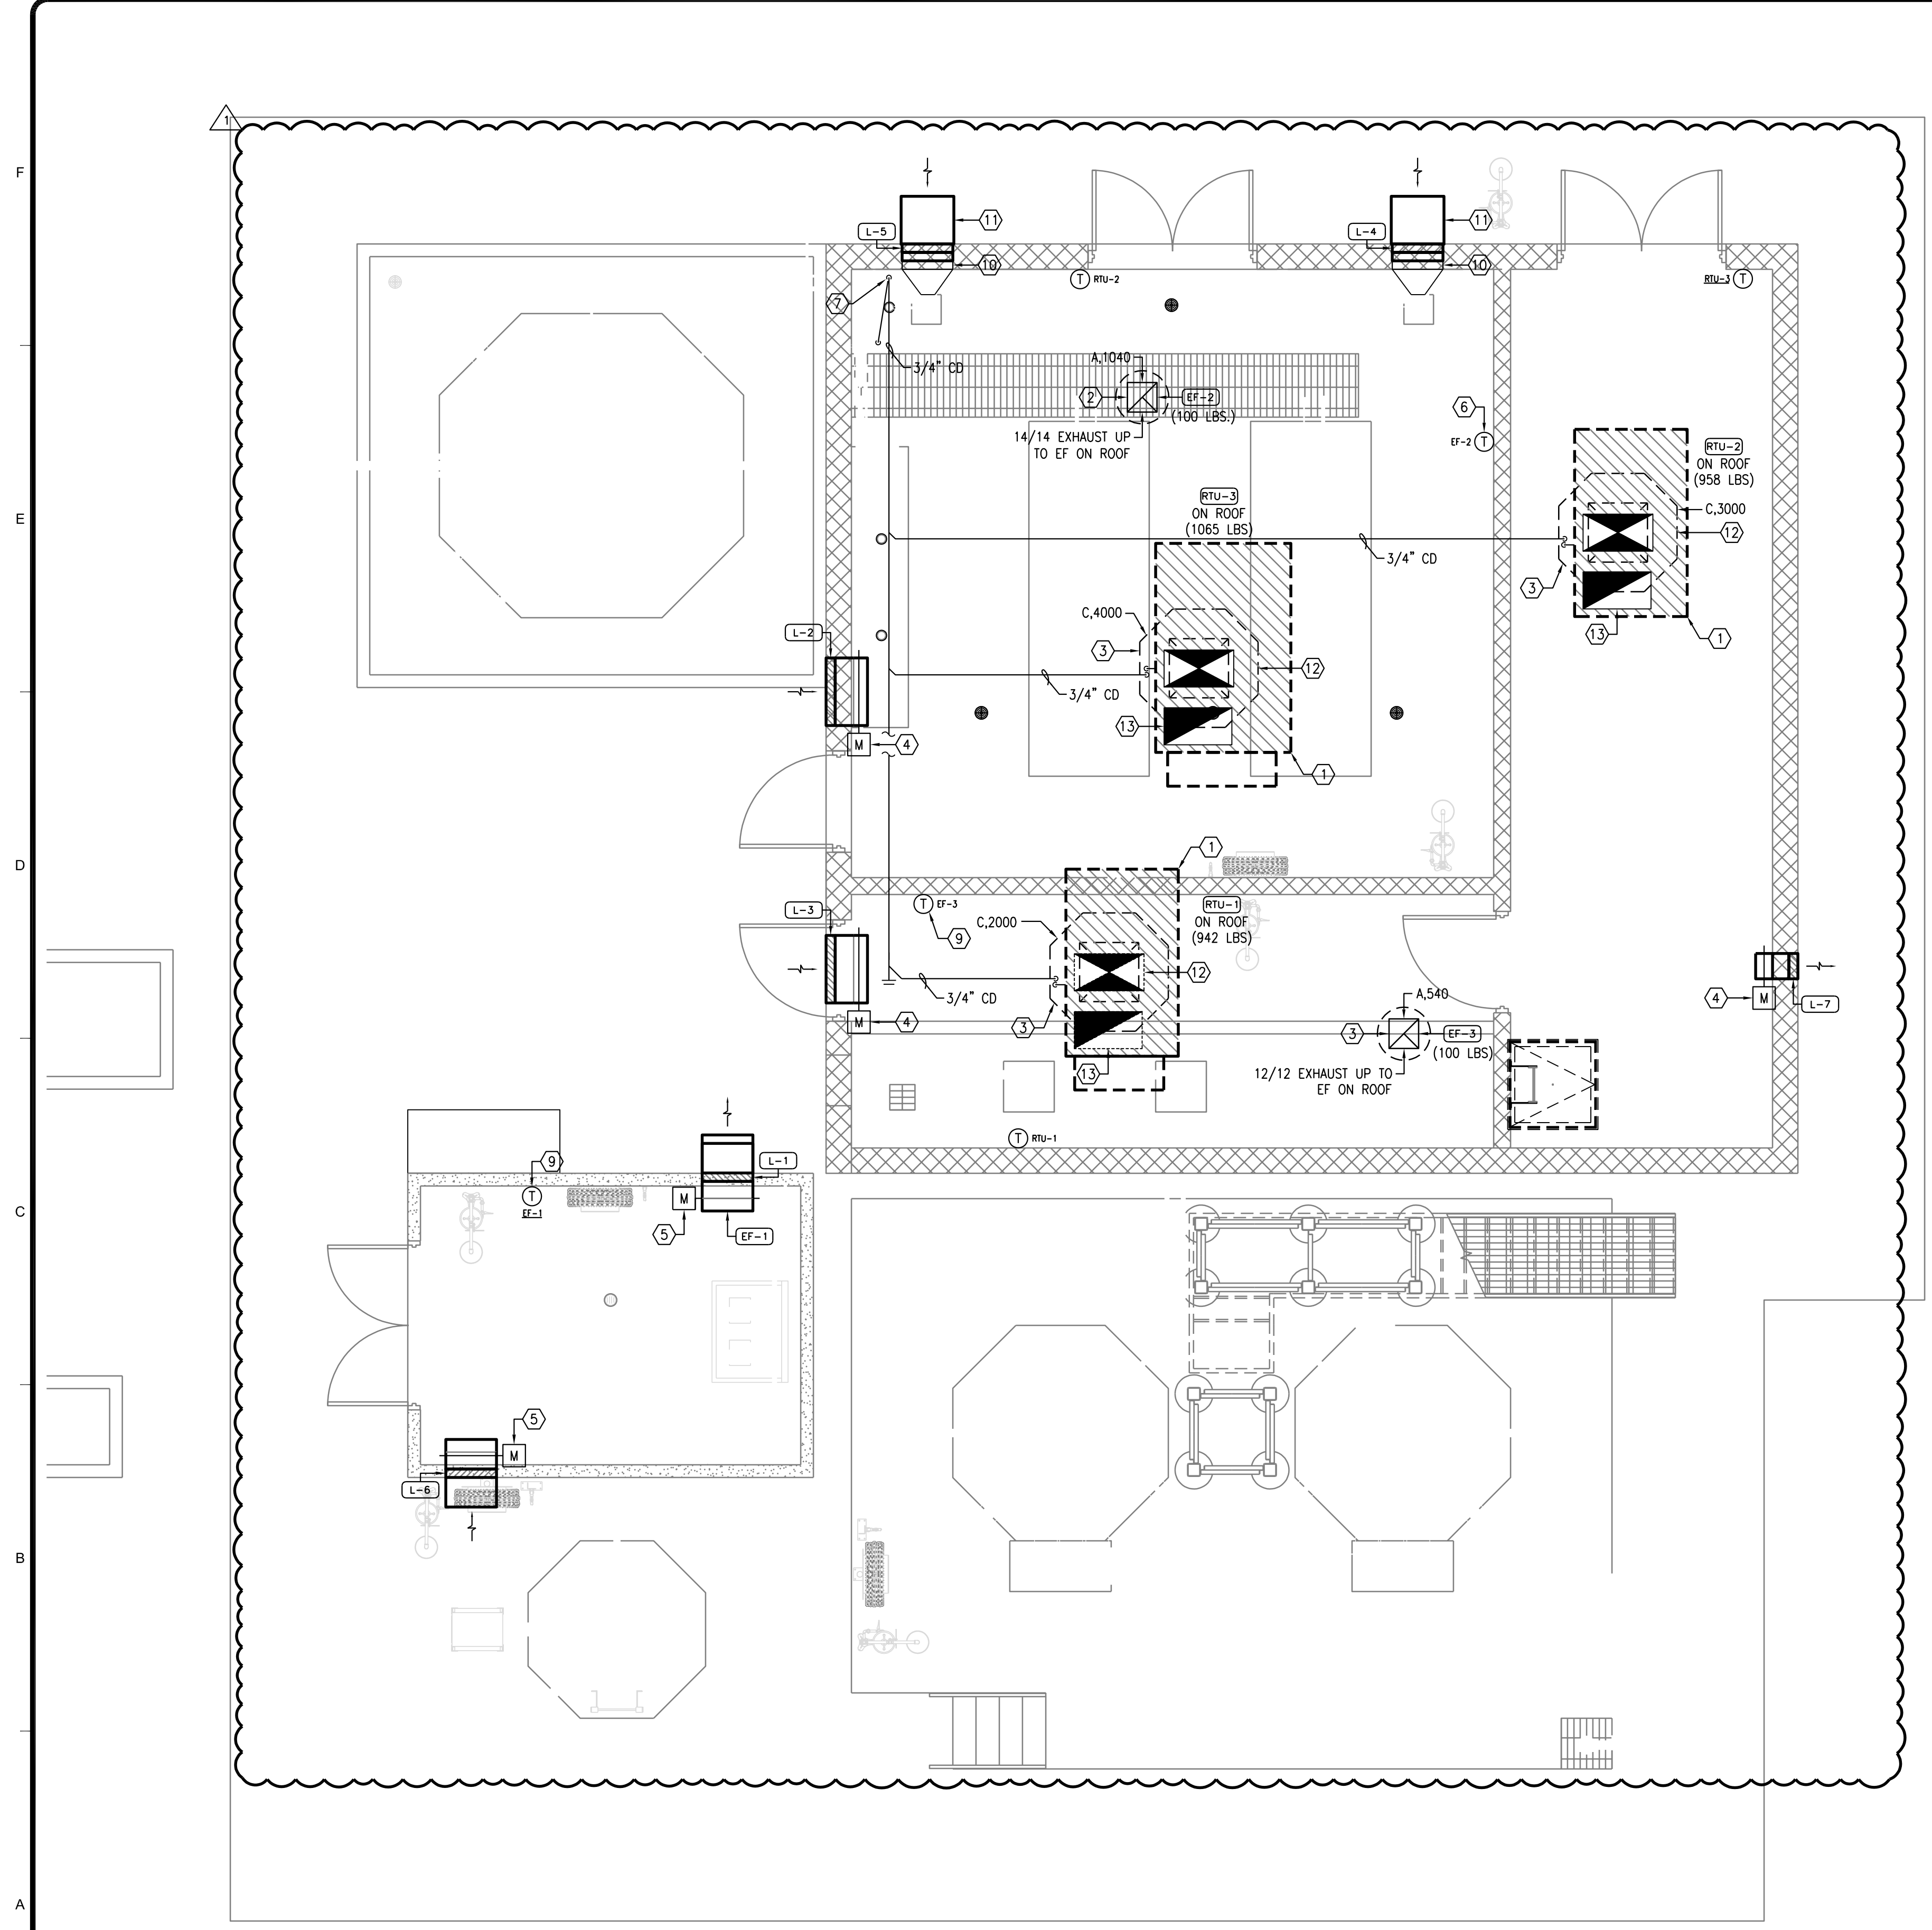 1
F
L-5
11
L-4
11
10
10
T RTU-2
RTU-3 T
7
3/4" CD
A,1040
2
EF-2
(100 LBS.)
14/14 EXHAUST UP
TO EF ON ROOF
6
EF-2 T
RTU-2
ON ROOF
(958 LBS)
C,3000
12
3
13
1
E
RTU-3
ON ROOF
(1065 LBS)
3/4" CD
C,4000
3
12
L-2
3/4" CD
13
M
4
1
D
1
L-3
T EF-3
9
RTU-1
ON ROOF
(942 LBS)
C,2000
12
3/4" CD
M
4
3
13
A,540
3
EF-3
(100 LBS)
12/12 EXHAUST UP TO
EF ON ROOF
4
M
L-7
T RTU-1
C
9
T
EF-1
L-1
M
5
EF-1
5
M
L-6
B
A